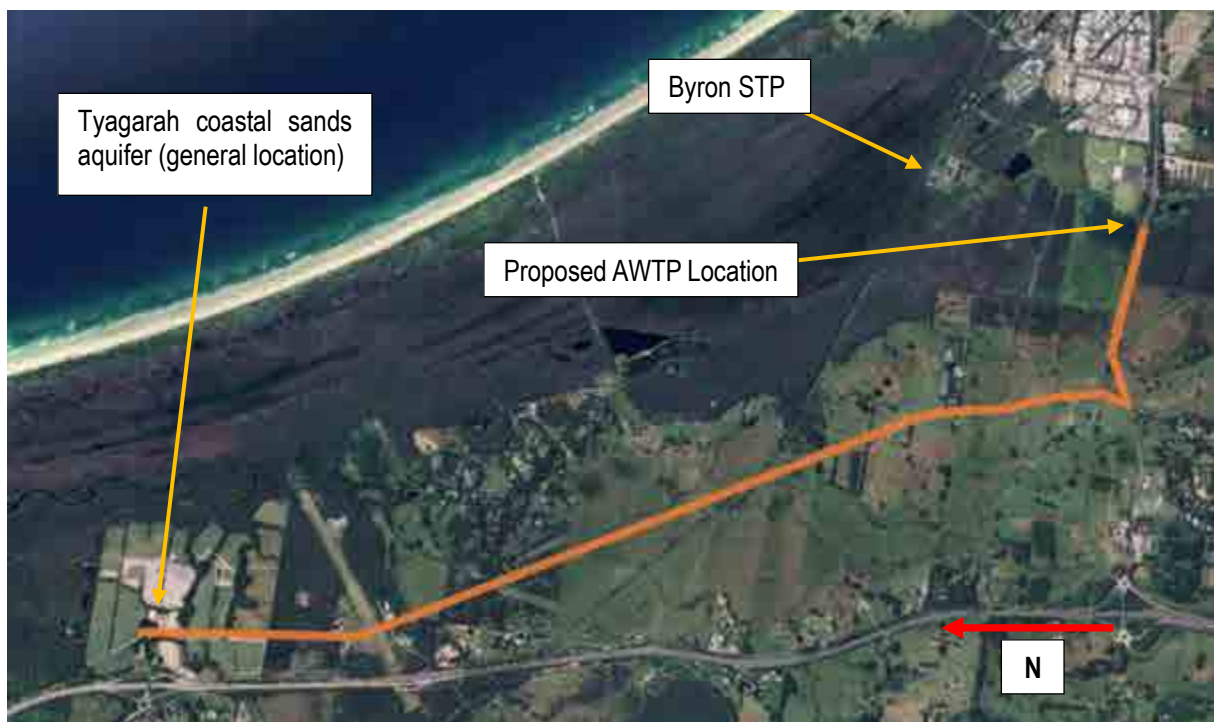 Byron STP
Tyagarah coastal sands
aquifer (general location)
Proposed AWTP Location
N